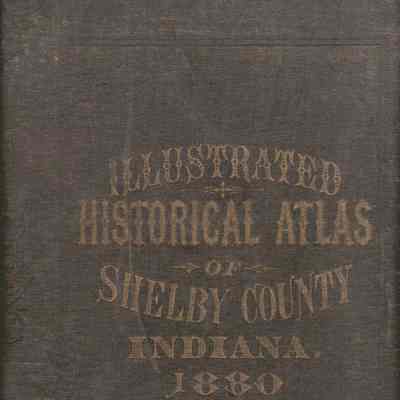 ILLUSTRATED
HISTORICAL ATLAS
OF
SHELBY COUNTY
INDIANA.
1880